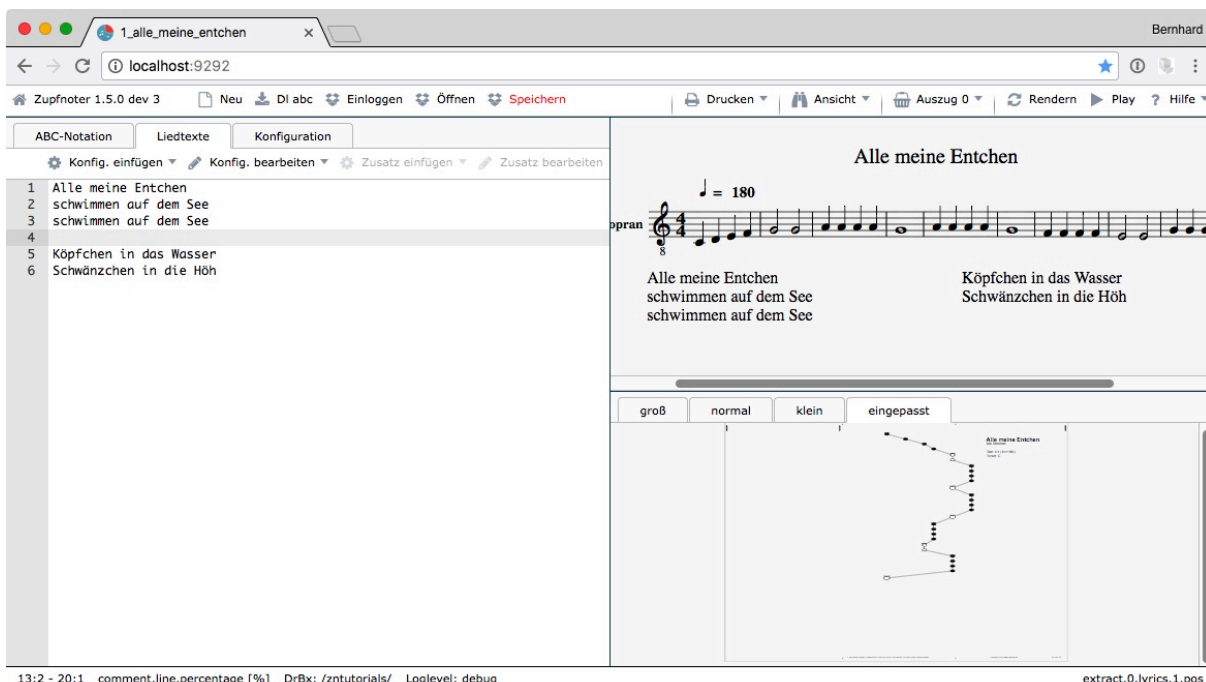 1_alle_meine_entchen ×
Bernhard
localhost:9292
Zupfnoter 1.5.0 dev 3 Neu Dl abc Einloggen Öffnen Speichern Drucken Ansicht Auszug 0 Rendern Play ? Hilfe
ABC-Notation Liedtexte Konfiguration
Konfig. einfügen Konfig. bearbeiten Zusatz einfügen Zusatz bearbeiten
1 Alle meine Entchen
2 schwimmen auf dem See
3 schwimmen auf dem See
4
5 Köpfchen in das Wasser
6 Schwänzchen in die Höh
Alle meine Entchen
= 180
opran
4
4
8
Alle meine Entchen
schwimmen auf dem See
schwimmen auf dem See
Köpfchen in das Wasser
Schwänzchen in die Höh
groß normal klein eingepasst
Alle meine Entchen
13:2 - 20:1 comment.line.percentage [%] DrBx: /zntutorials/ Loglevel: debug
extract.0.lyrics.1.pos